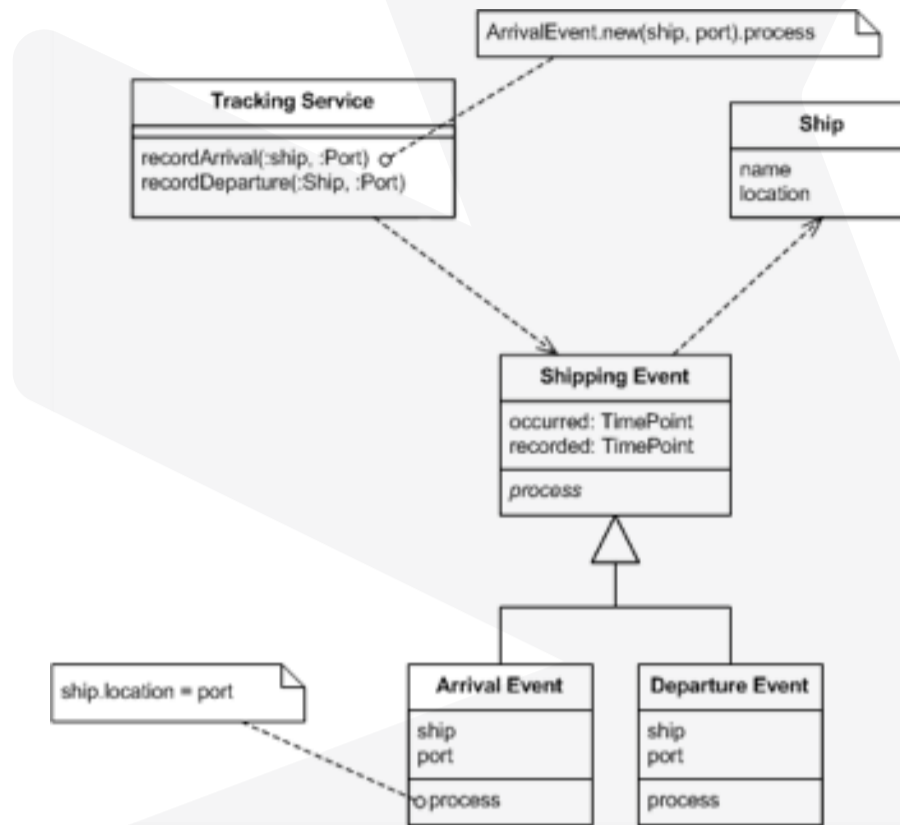 ArrivalEvent.new(ship, port).process
Tracking Service
recordArrival(:ship, :Port)
recordDeparture(:Ship, :Port)
Ship
name
location
Shipping Event
occurred: TimePoint
recorded: TimePoint
process
ship.location = port
Arrival Event
ship
port
process
Departure Event
ship
port
process